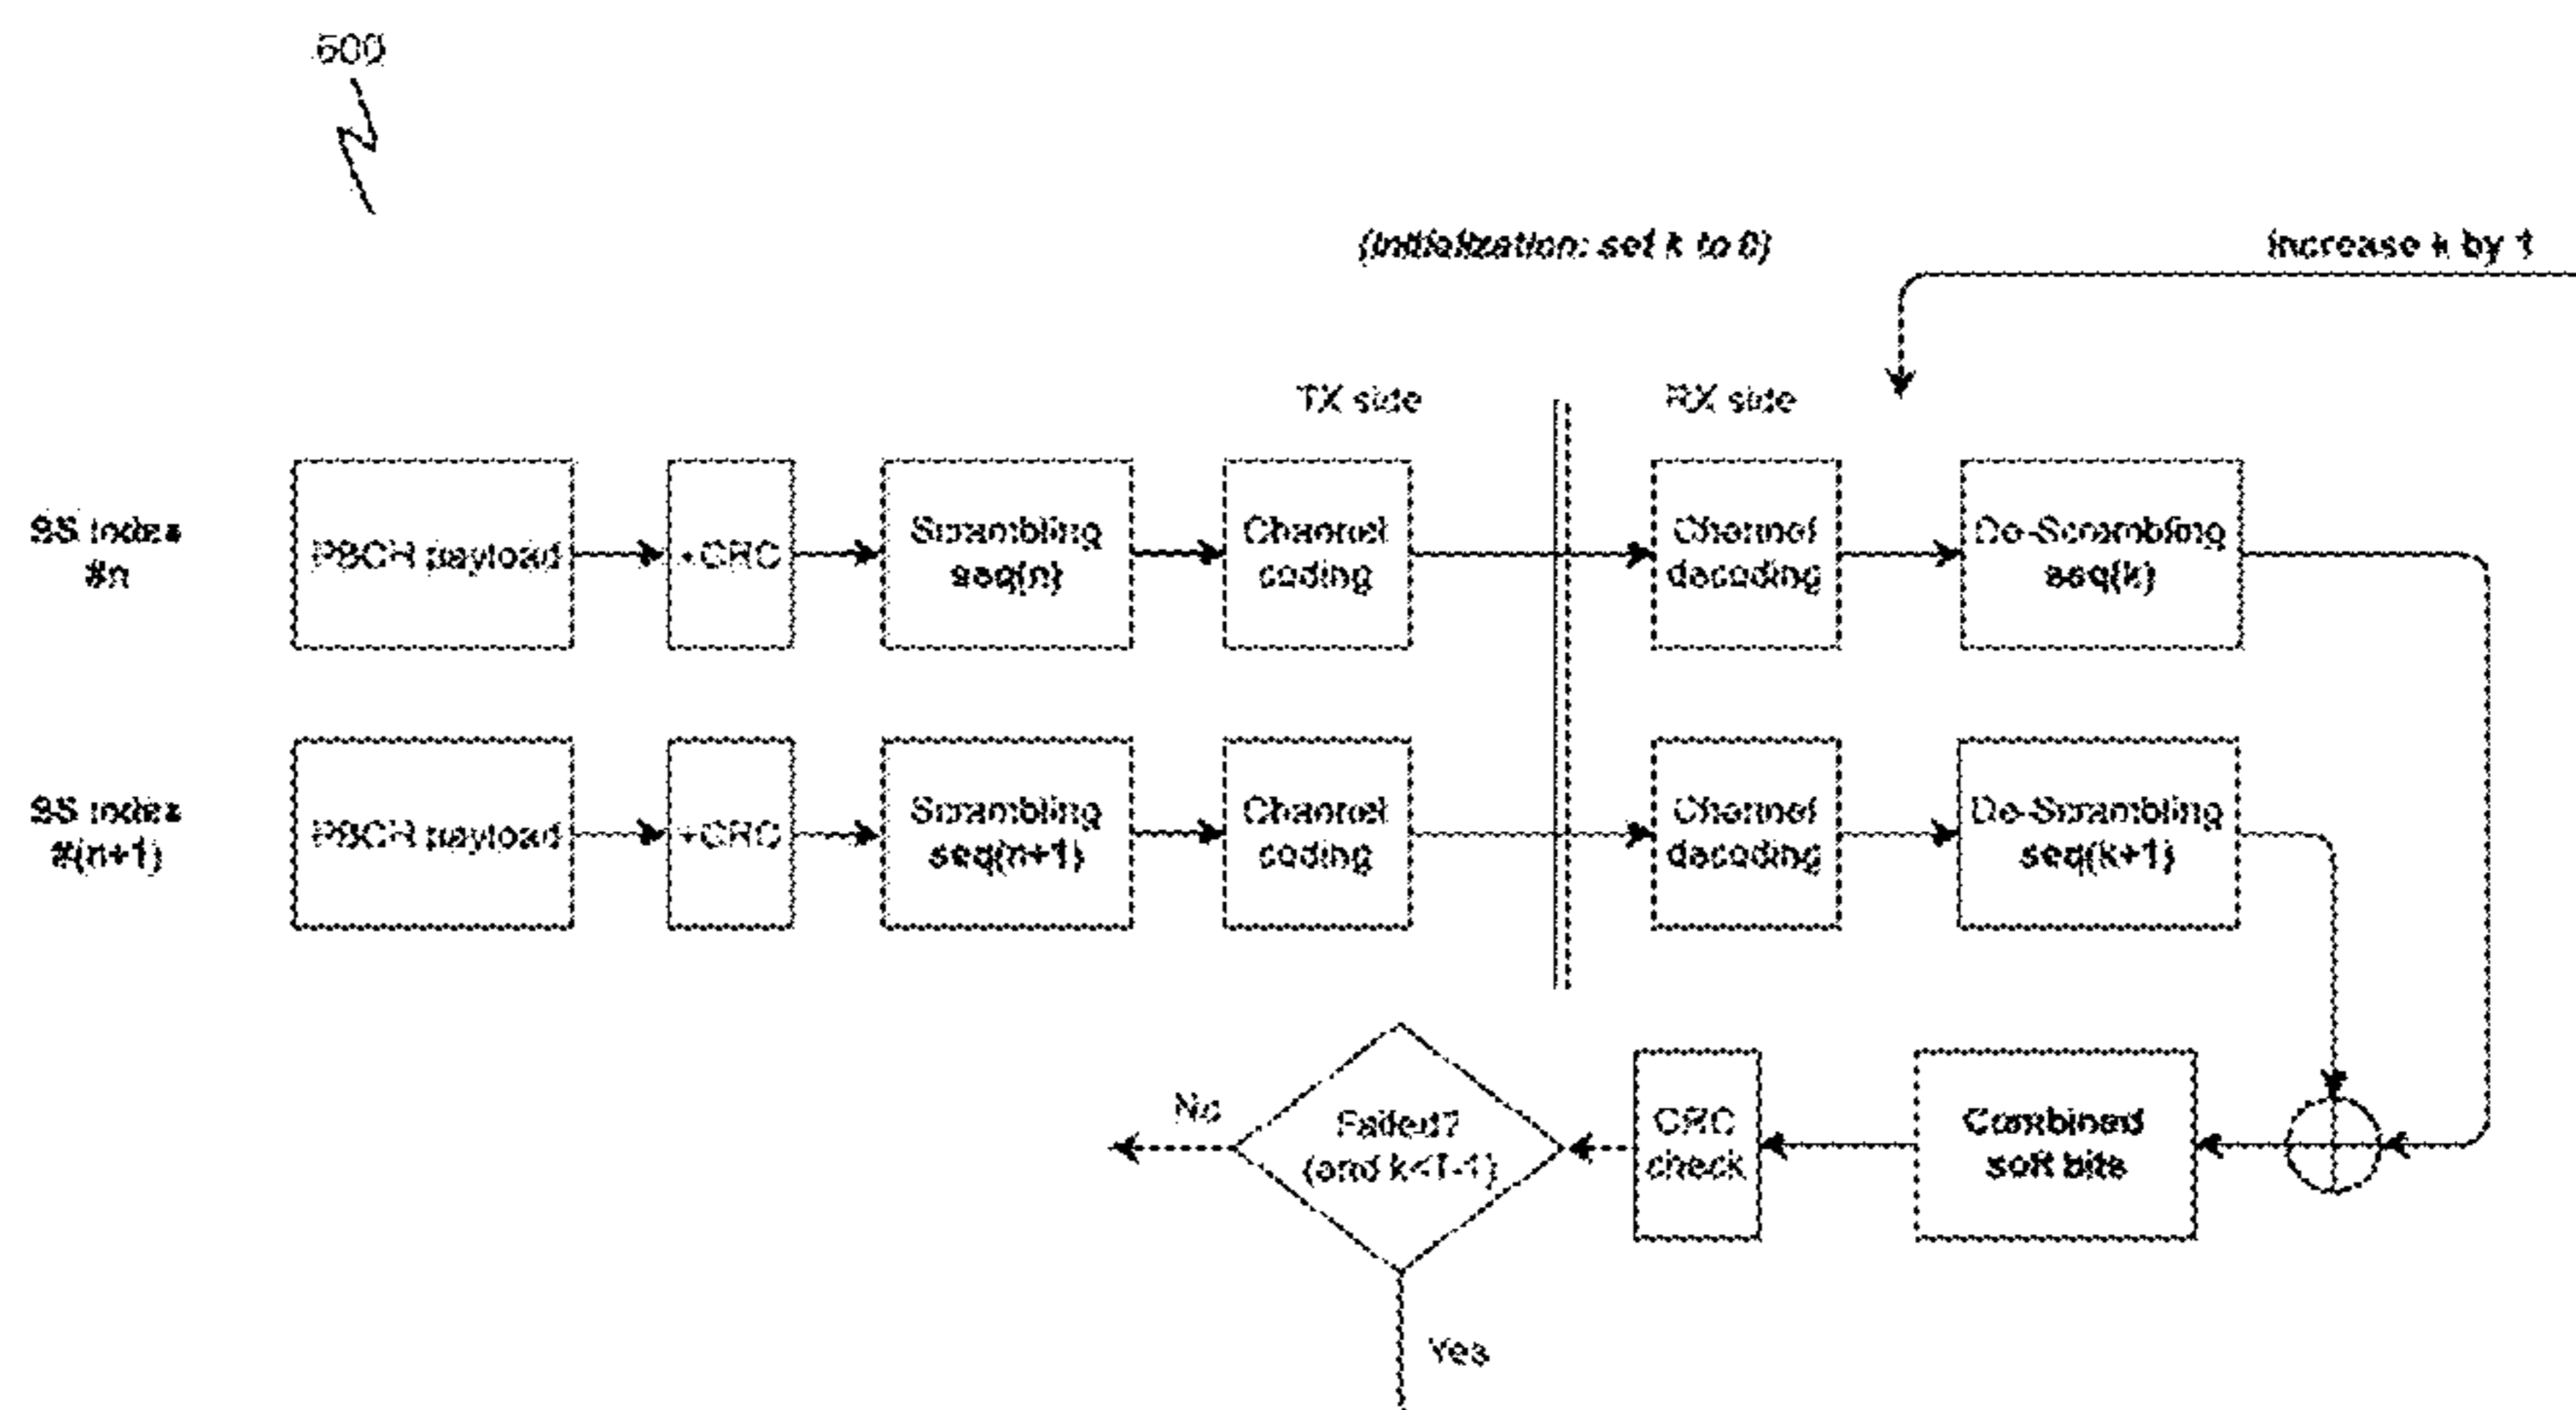 500
(Initialization: set k to 0)
Increase k by 1
TX side
RX side
SS index
#n
PBCH payload
+CRC
Scrambling
seq(n)
Channel
coding
Channel
decoding
De-Scrambling
seq(k)
SS index
#(n+1)
PBCH payload
+CRC
Scrambling
seq(n+1)
Channel
coding
Channel
decoding
De-Scrambling
seq(k+1)
No
Failed?
(and k<T-1)
CRC
check
Combined
soft bits
Yes